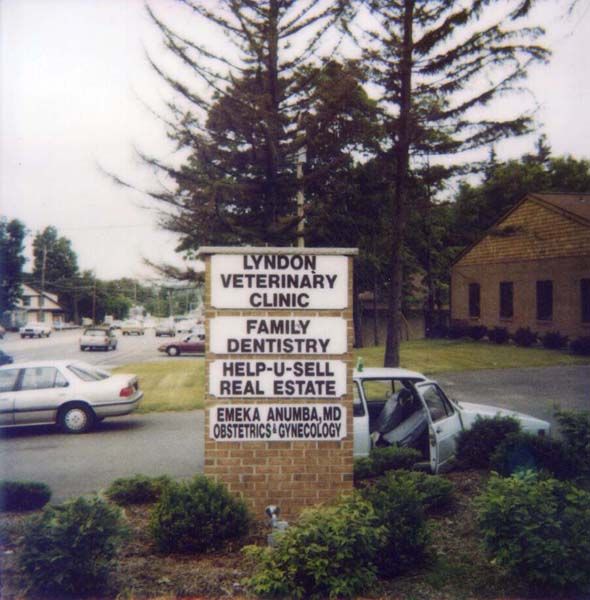 LYNDON
VETERINARY
CLINIC
FAMILY
DENTISTRY
HELP-U-SELL
REAL ESTATE
EMEKA ANUMBA, MD
OBSTETRICS & GYNECOLOGY